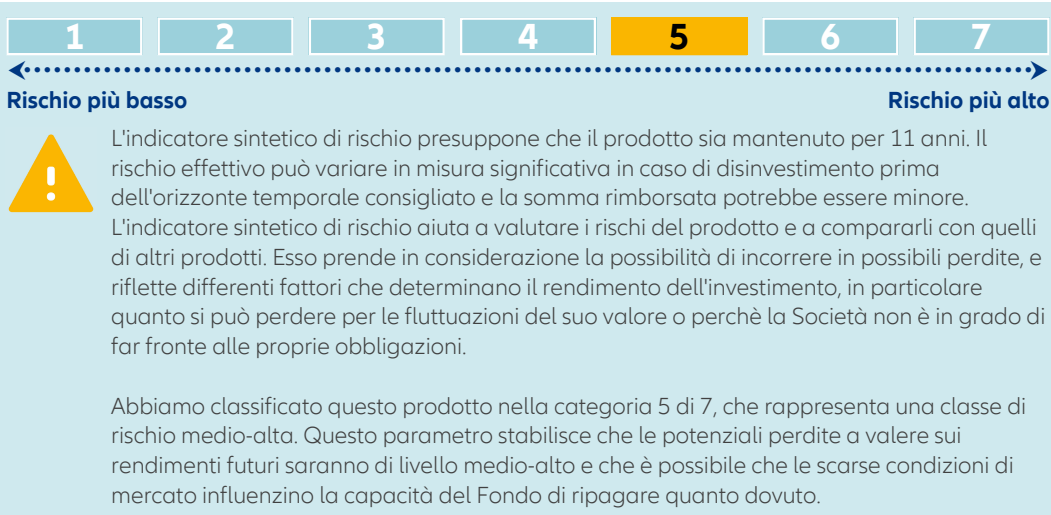 1 2 3 4 5 6 7
Rischio più basso Rischio più alto
L'indicatore sintetico di rischio presuppone che il prodotto sia mantenuto per 11 anni. Il
rischio effettivo può variare in misura significativa in caso di disinvestimento prima
dell'orizzonte temporale consigliato e la somma rimborsata potrebbe essere minore.
L'indicatore sintetico di rischio aiuta a valutare i rischi del prodotto e a compararli con quelli
di altri prodotti. Esso prende in considerazione la possibilità di incorrere in possibili perdite, e
riflette differenti fattori che determinano il rendimento dell'investimento, in particolare
quanto si può perdere per le fluttuazioni del suo valore o perchè la Società non è in grado di
far fronte alle proprie obbligazioni.
Abbiamo classificato questo prodotto nella categoria 5 di 7, che rappresenta una classe di
rischio medio-alta. Questo parametro stabilisce che le potenziali perdite a valere sui
rendimenti futuri saranno di livello medio-alto e che è possibile che le scarse condizioni di
mercato influenzino la capacità del Fondo di ripagare quanto dovuto.